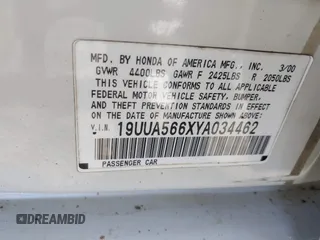 MFD. BY HONDA OF AMERICA MFG., INC. 3/00
GVWR 4400LBS GAWR F 2425LBS R 2050LBS
THIS VEHICLE CONFORMS TO ALL APPLICABLE
FEDERAL MOTOR VEHICLE SAFETY, BUMPER,
AND THEFT PREVENTION STANDARDS IN EFFECT
ON THE DATE OF MANUFACTURE SHOWN ABOVE.
V.I.N. 19UUA566XYA034462
PASSENGER CAR
DREAMBID